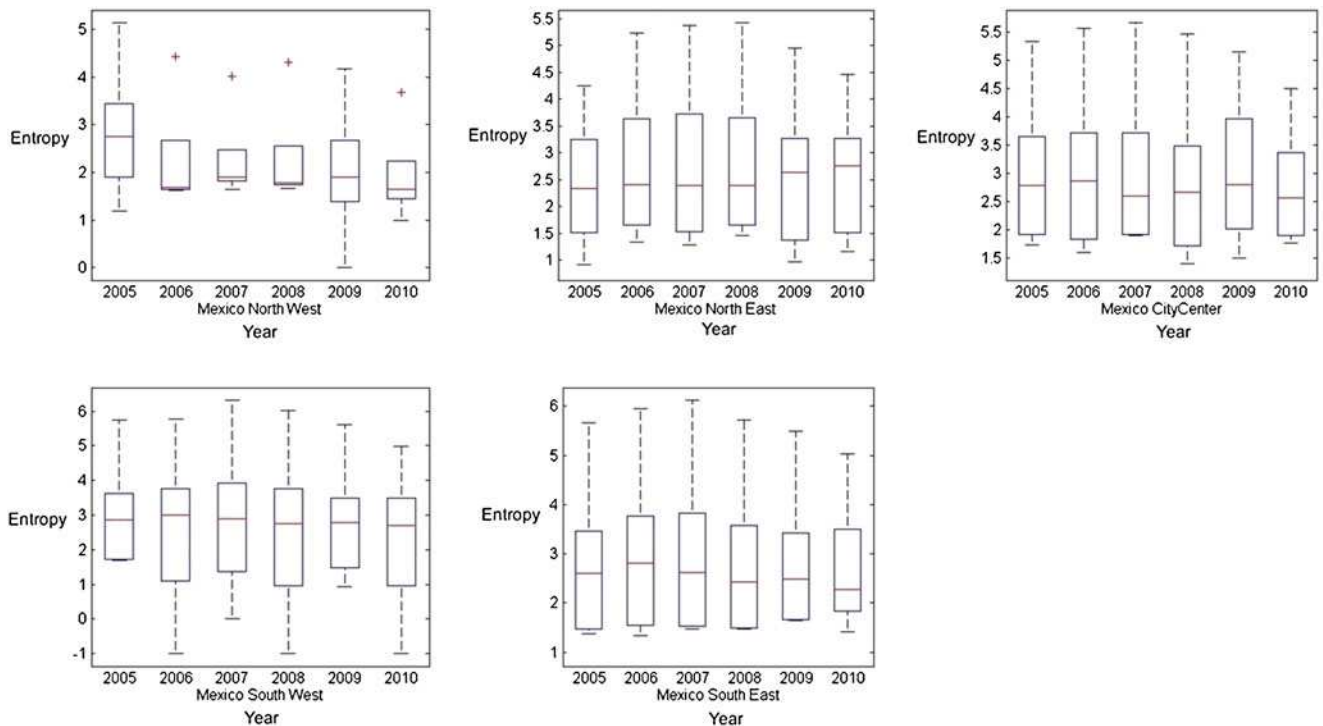 5
4
3
2
1
0
Entropy
2005 2006 2007 2008 2009 2010
Mexico North West
Year
5.5
5
4.5
4
3.5
3
2.5
2
1.5
1
Entropy
2005 2006 2007 2008 2009 2010
Mexico North East
Year
5.5
5
4.5
4
3.5
3
2.5
2
1.5
Entropy
2005 2006 2007 2008 2009 2010
Mexico CityCenter
Year
6
5
4
3
2
1
0
-1
Entropy
2005 2006 2007 2008 2009 2010
Mexico South West
Year
6
5
4
3
2
1
Entropy
2005 2006 2007 2008 2009 2010
Mexico South East
Year